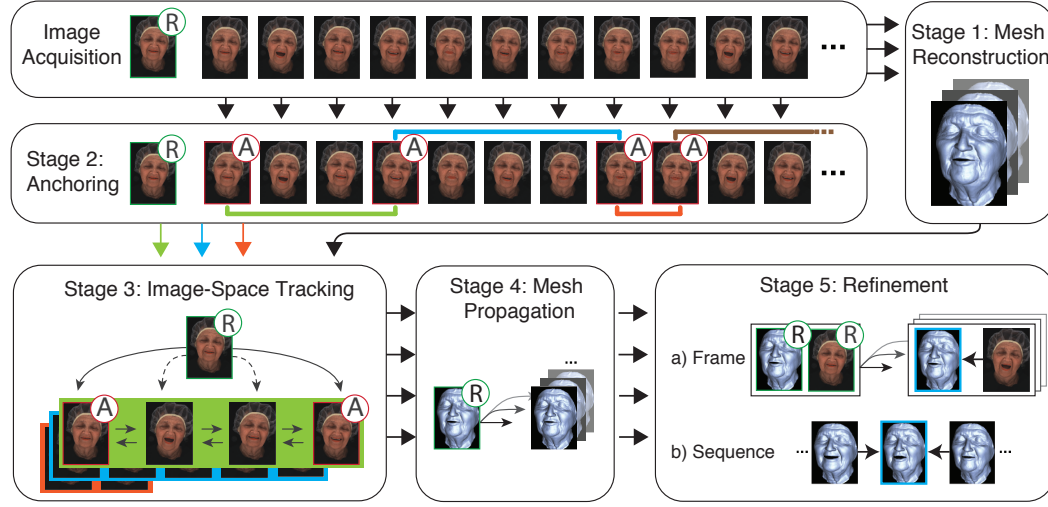 Image
Acquisition
R
...
Stage 1: Mesh
Reconstruction
Stage 2:
Anchoring
R
A
A
A
A
...
...
Stage 3: Image-Space Tracking
R
A
A
Stage 4: Mesh
Propagation
R
...
Stage 5: Refinement
a) Frame
R
R
b) Sequence
...
...